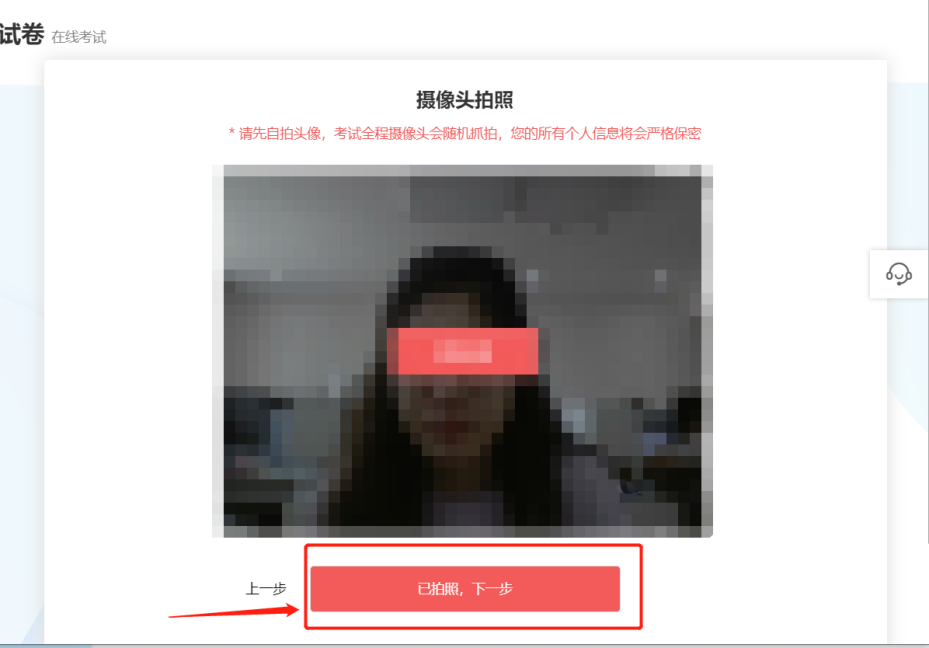 试卷 在线考试
摄像头拍照
* 请先自拍头像，考试全程摄像头会随机抓拍，您的所有个人信息将会严格保密
上一步
已拍照，下一步